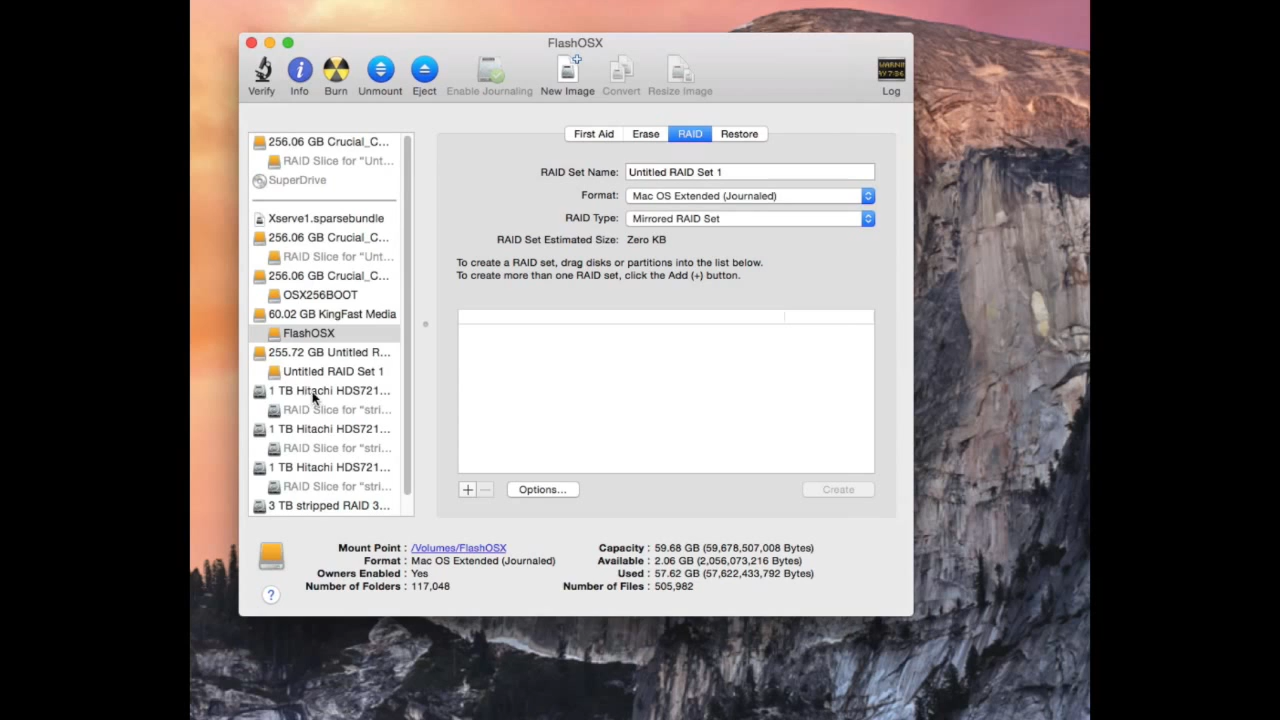 FlashOSX
Verify Info Burn Unmount Eject Enable Journaling New Image Convert Resize Image Log
First Aid Erase RAID Restore
256.06 GB Crucial_C...
RAID Slice for "Unt...
SuperDrive
Xserve1.sparsebundle
256.06 GB Crucial_C...
RAID Slice for "Unt...
256.06 GB Crucial_C...
OSX256BOOT
60.02 GB KingFast Media
FlashOSX
255.72 GB Untitled R...
Untitled RAID Set 1
1 TB Hitachi HDS721...
RAID Slice for "stri...
1 TB Hitachi HDS721...
RAID Slice for "stri...
1 TB Hitachi HDS721...
RAID Slice for "stri...
3 TB stripped RAID 3...
RAID Set Name: Untitled RAID Set 1
Format: Mac OS Extended (Journaled)
RAID Type: Mirrored RAID Set
RAID Set Estimated Size: Zero KB
To create a RAID set, drag disks or partitions into the list below.
To create more than one RAID set, click the Add (+) button.
+ − Options... Create
Mount Point : /Volumes/FlashOSX
Format : Mac OS Extended (Journaled)
Owners Enabled : Yes
Number of Folders : 117,048
Capacity : 59.68 GB (59,678,507,008 Bytes)
Available : 2.06 GB (2,056,073,216 Bytes)
Used : 57.62 GB (57,622,433,792 Bytes)
Number of Files : 505,982
?